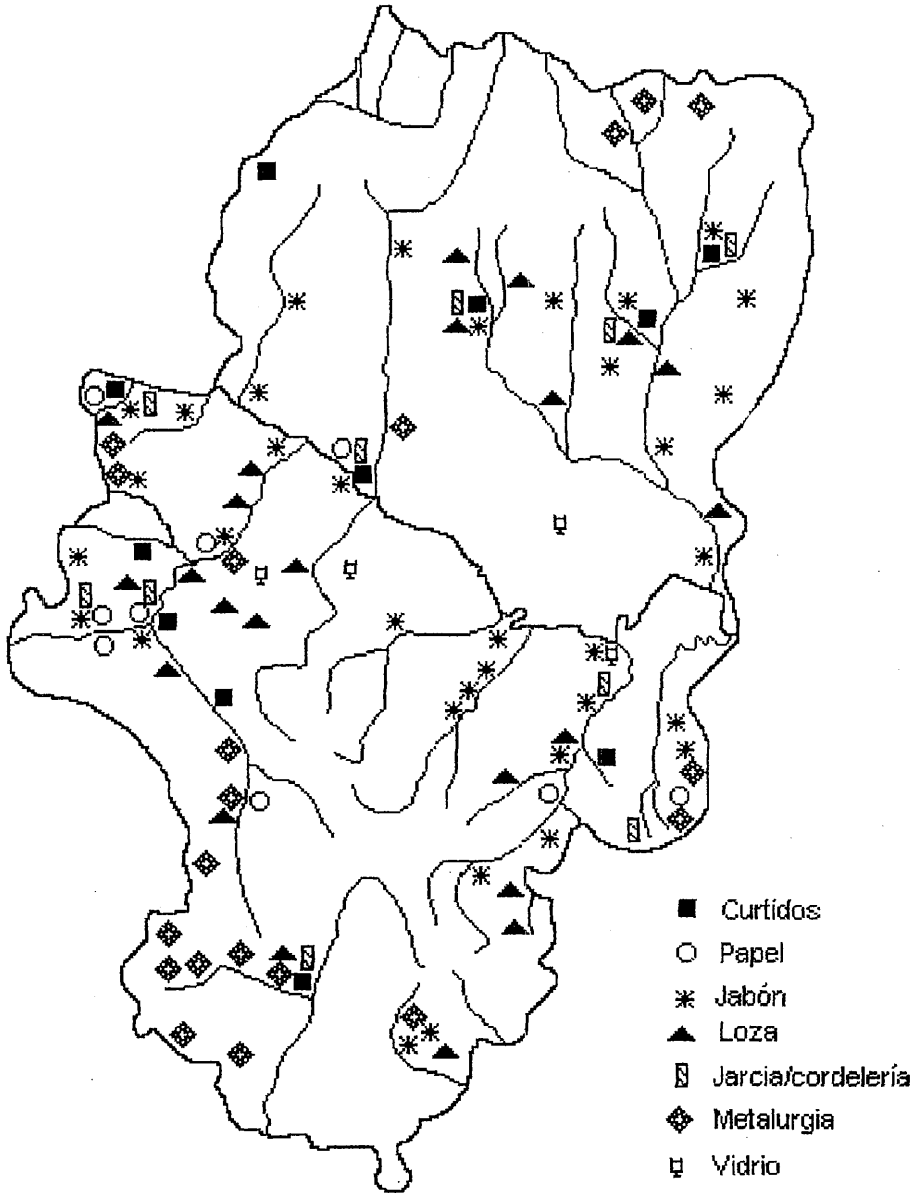 Curtidos
Papel
Jabón
Loza
Jarcia/cordelería
Metalurgia
Vidrio